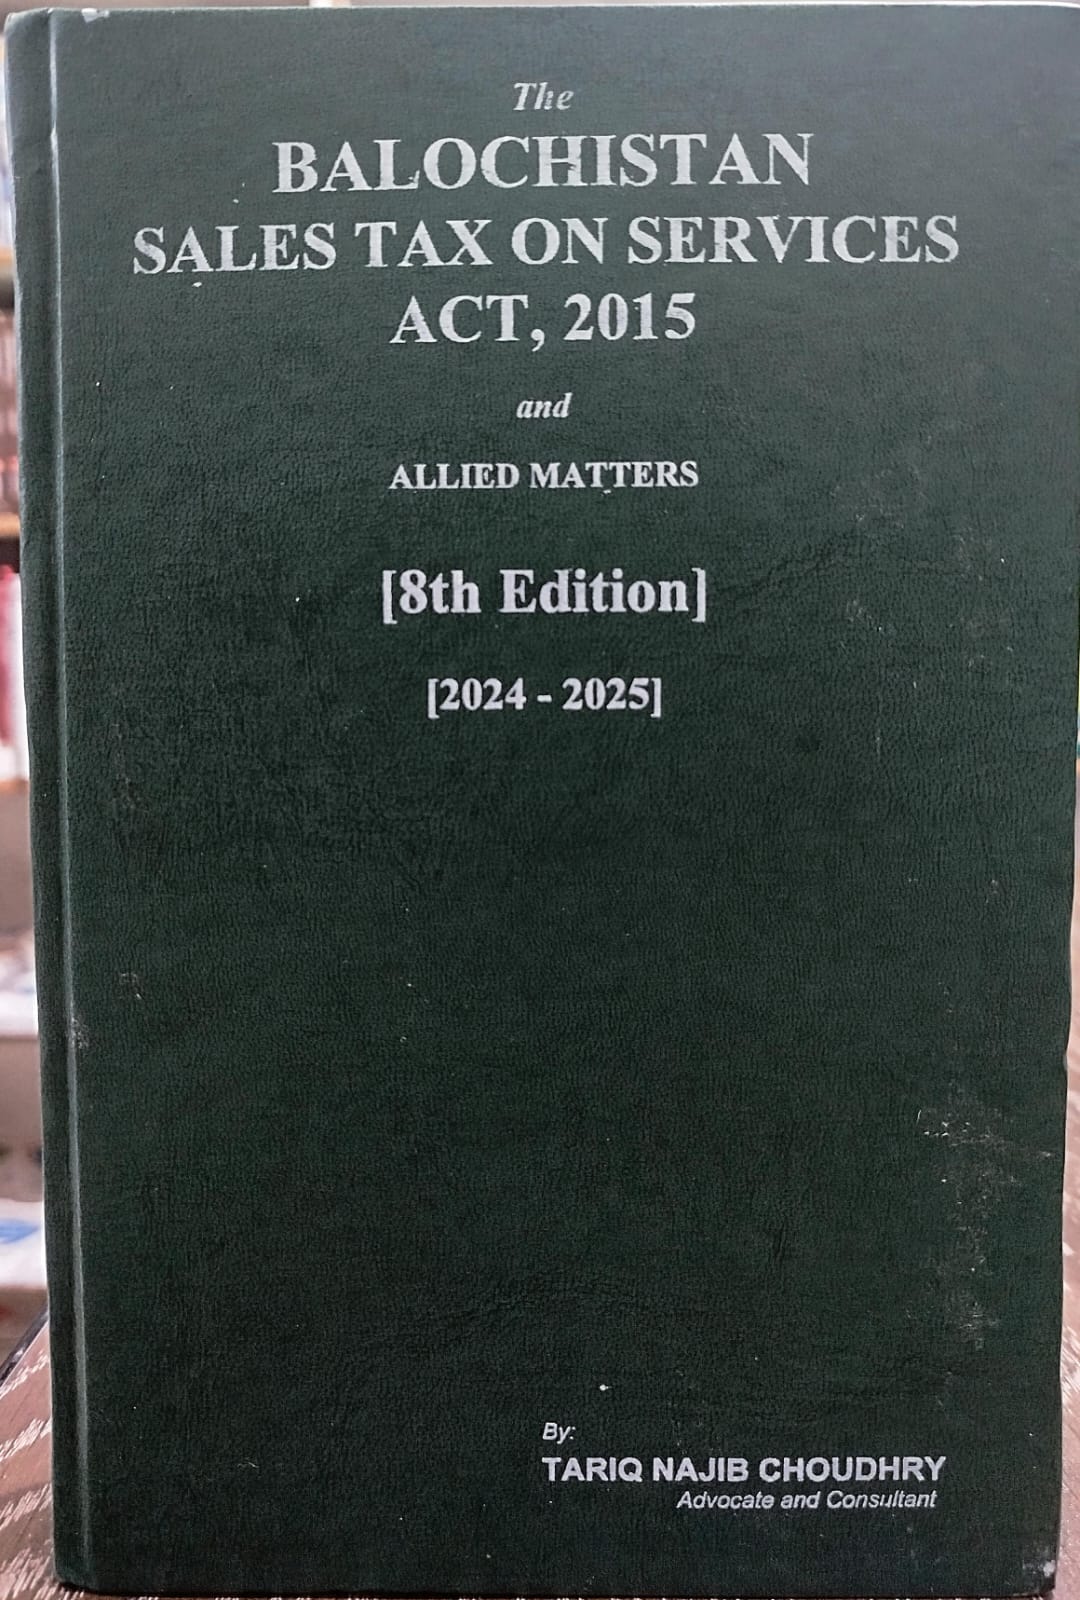 The
BALOCHISTAN
SALES TAX ON SERVICES
ACT, 2015
and
ALLIED MATTERS
[8th Edition]
[2024 - 2025]
By:
TARIQ NAJIB CHOUDHRY
Advocate and Consultant